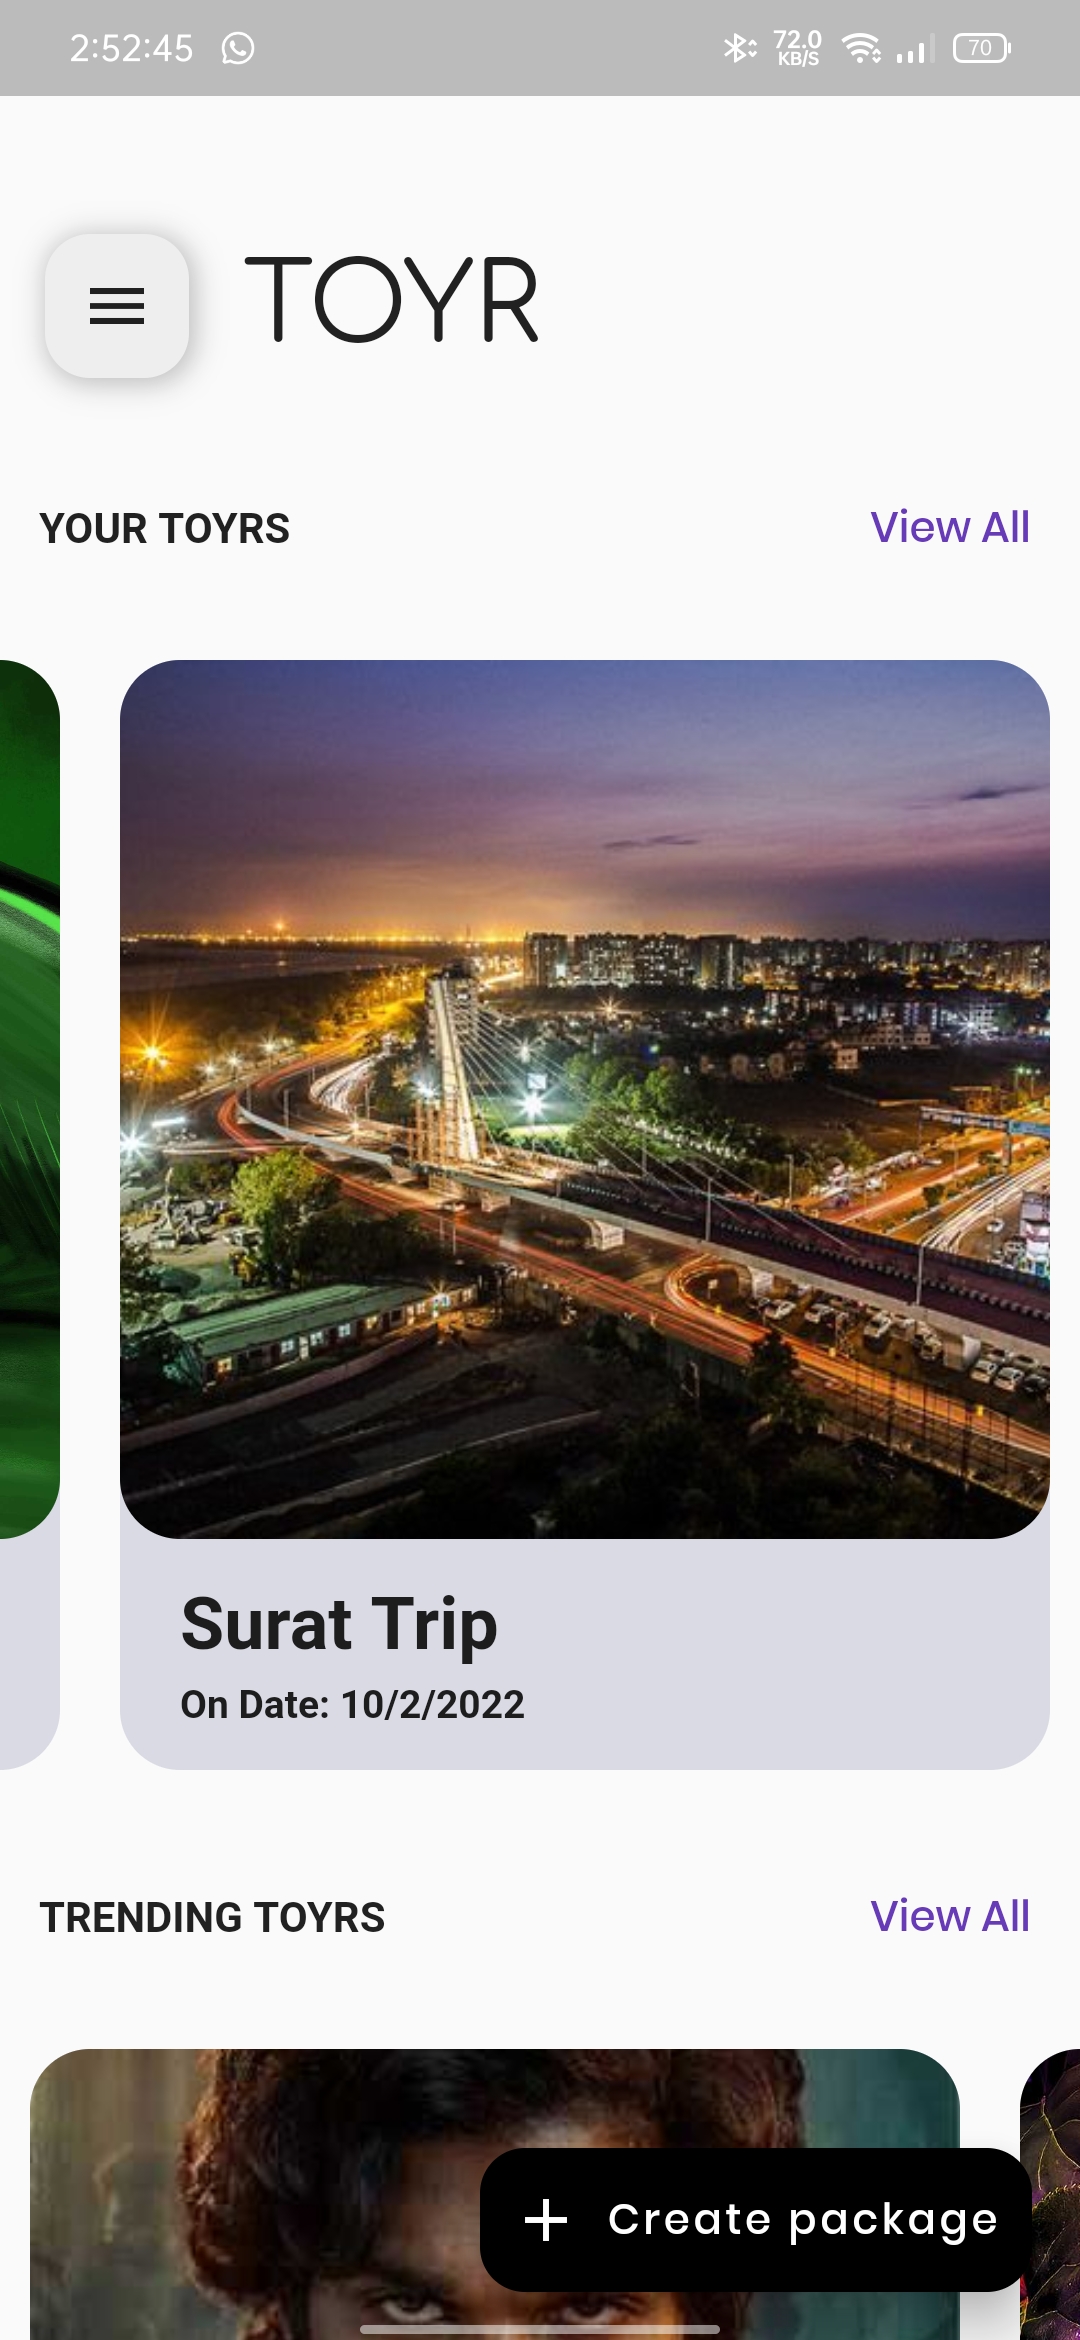 2:52:45
72.0
KB/S
70
TOYR
YOUR TOYRS
View All
Surat Trip
On Date: 10/2/2022
TRENDING TOYRS
View All
Create package